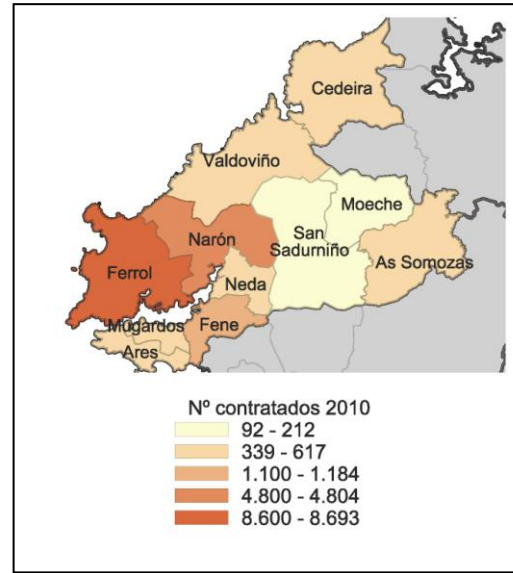 Cedeira
Valdoviño
Moeche
San
Sadurniño
Narón
As Somozas
Ferrol
Neda
Mugardos
Fene
Ares
Nº contratados 2010
92 - 212
339 - 617
1.100 - 1.184
4.800 - 4.804
8.600 - 8.693